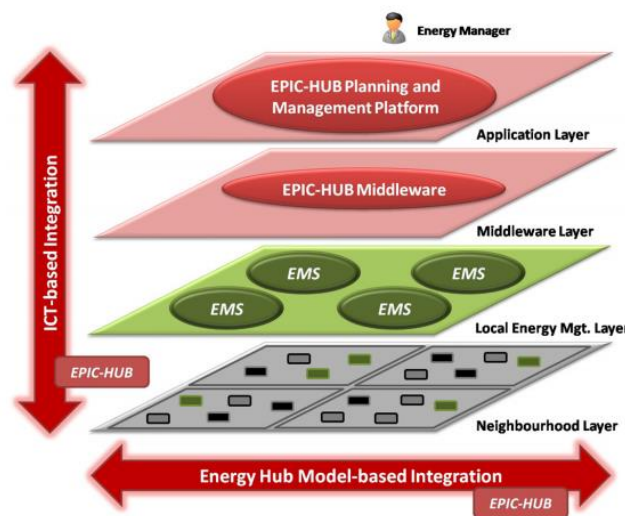 Energy Manager
EPIC-HUB Planning and
Management Platform
Application Layer
EPIC-HUB Middleware
Middleware Layer
EMS
EMS
EMS
EMS
Local Energy Mgt. Layer
Neighbourhood Layer
ICT-based Integration
EPIC-HUB
Energy Hub Model-based Integration
EPIC-HUB